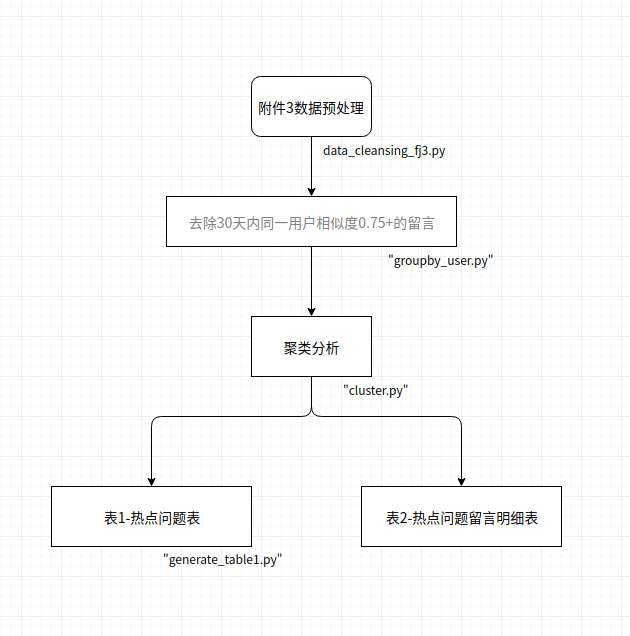 附件3数据预处理
data_cleansing_fj3.py
去除30天内同一用户相似度0.75+的留言
"groupby_user.py"
聚类分析
"cluster.py"
表1-热点问题表
表2-热点问题留言明细表
"generate_table1.py"